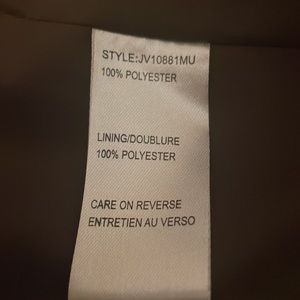 STYLE:JV10881MU
100% POLYESTER
LINING/DOUBLURE
100% POLYESTER
CARE ON REVERSE
ENTRETIEN AU VERSO